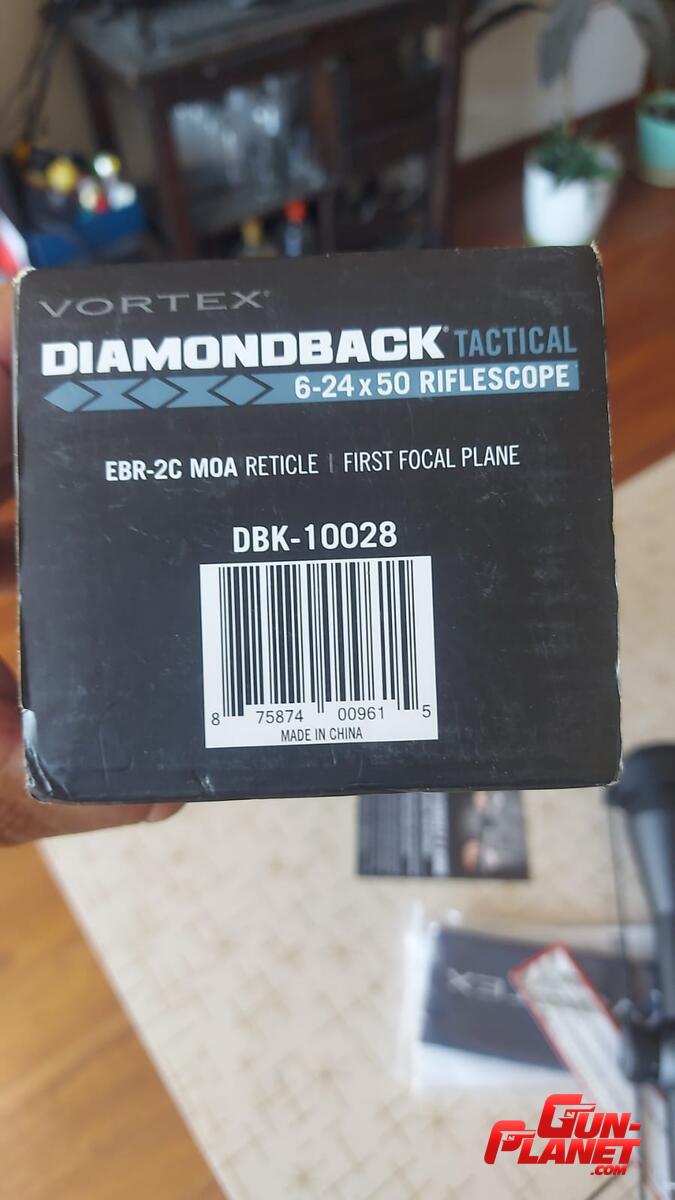 VORTEX®
DIAMONDBACK® TACTICAL
6-24x50 RIFLESCOPE
EBR-2C MOA RETICLE | FIRST FOCAL PLANE
DBK-10028
8 75874 00961 5
MADE IN CHINA
GUN-
PLANET
.COM